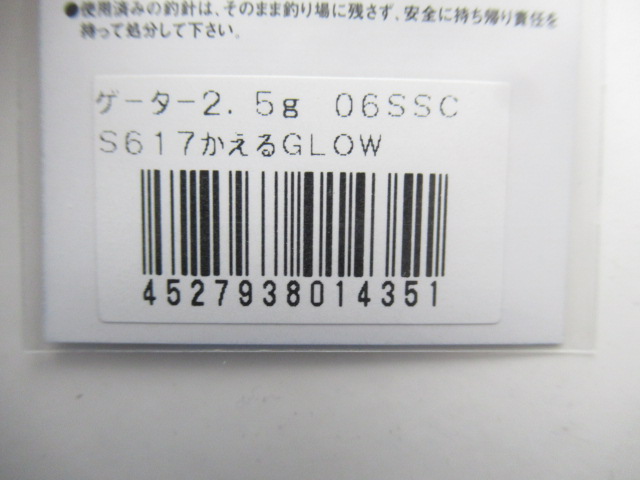 ●使用済みの釣針は、そのまま釣り場に残さず、安全に持ち帰り責任を
持って処分して下さい。
ゲーター2.5g 06SSC
S617かえるGLOW
4527938014351